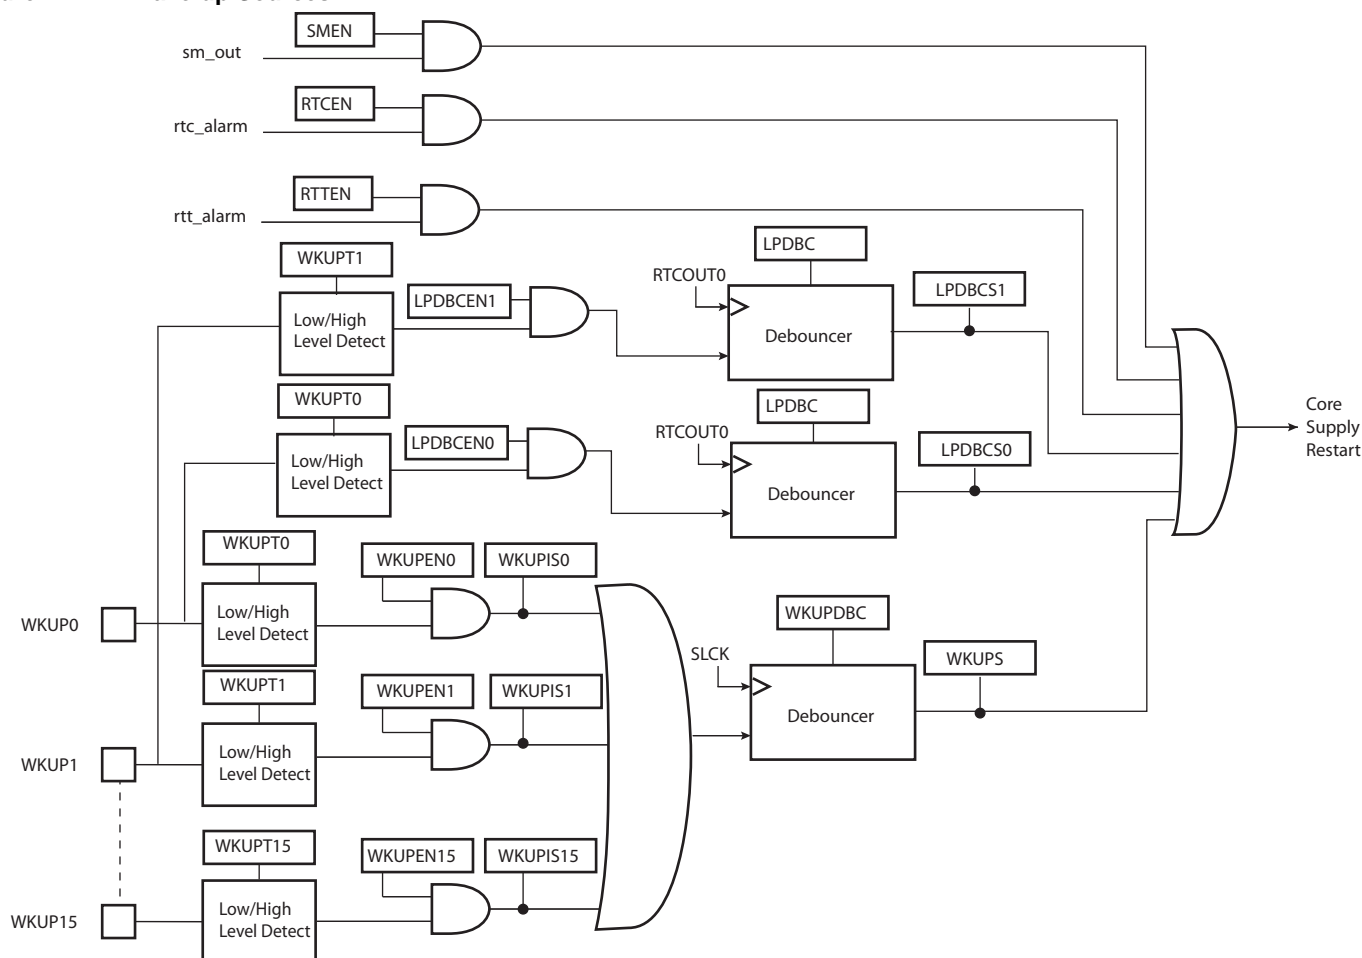 SMEN
sm_out
RTCEN
rtc_alarm
RTTEN
rtt_alarm
WKUPT1
LPDBC
RTCOUT0
LPDBCEN1
LPDBCS1
Low/High
Level Detect
Debouncer
WKUPT0
LPDBC
RTCOUT0
LPDBCEN0
LPDBCS0
Low/High
Level Detect
Debouncer
Core
Supply
Restart
WKUPT0
WKUPEN0
WKUPIS0
WKUP0
Low/High
Level Detect
WKUPDBC
SLCK
WKUPS
WKUPT1
WKUPEN1
WKUPIS1
Debouncer
WKUP1
Low/High
Level Detect
WKUPT15
WKUPEN15
WKUPIS15
WKUP15
Low/High
Level Detect